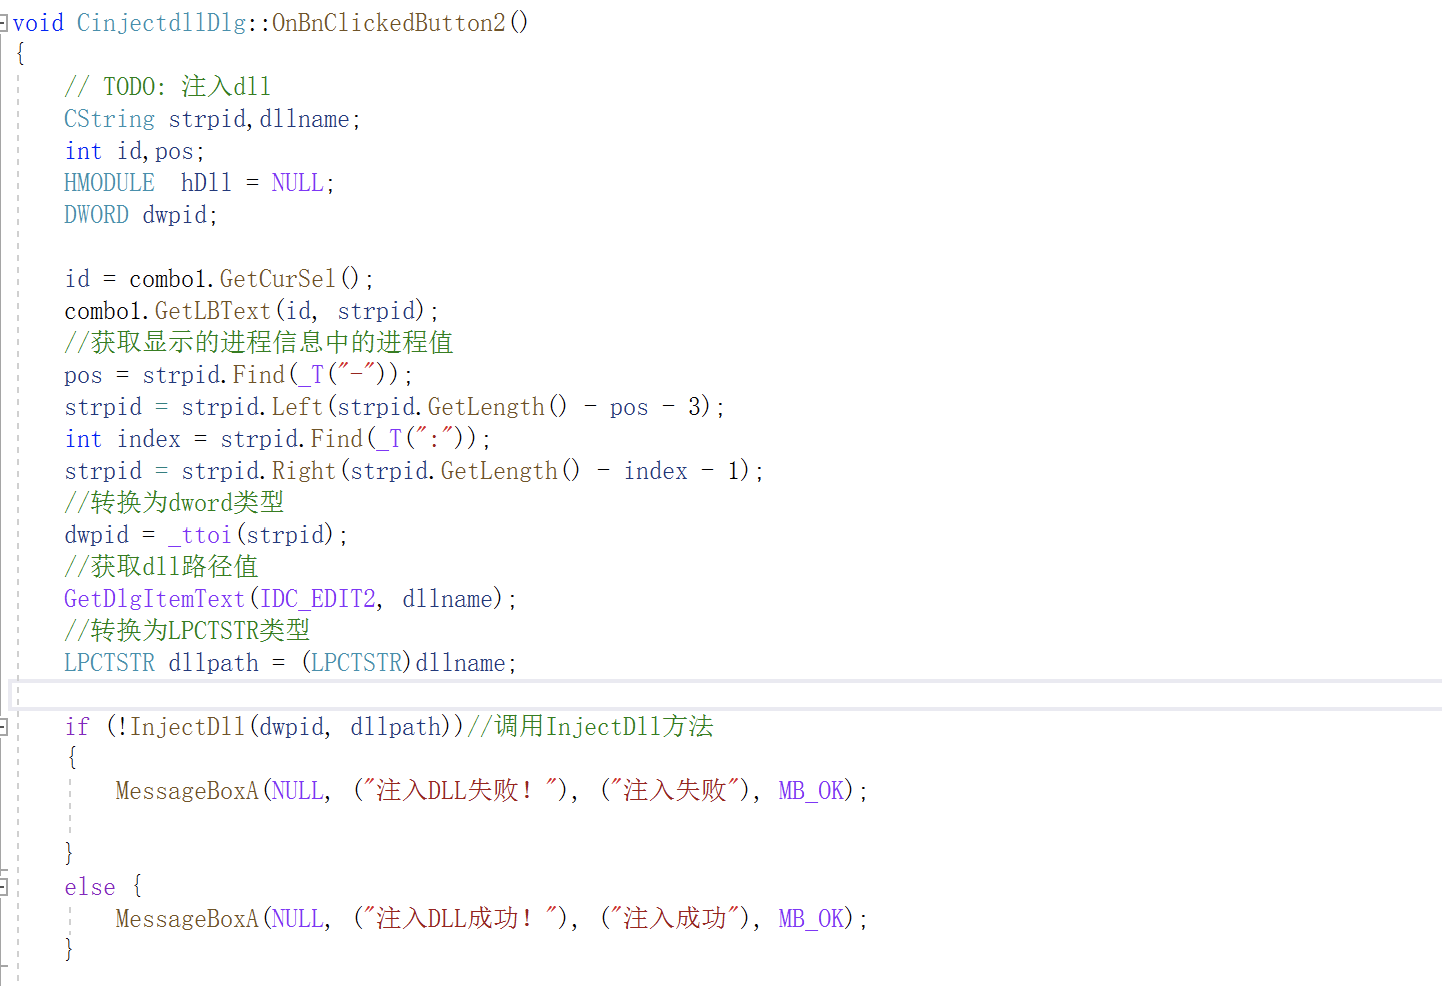 void CinjectdllDlg::OnBnClickedButton2()
{
// TODO: 注入dll
CString strpid,dllname;
int id,pos;
HMODULE  hDll = NULL;
DWORD dwpid;
id = combo1.GetCurSel();
combo1.GetLBText(id, strpid);
//获取显示的进程信息中的进程值
pos = strpid.Find(_T("-"));
strpid = strpid.Left(strpid.GetLength() - pos - 3);
int index = strpid.Find(_T(":"));
strpid = strpid.Right(strpid.GetLength() - index - 1);
//转换为dword类型
dwpid = _ttoi(strpid);
//获取dll路径值
GetDlgItemText(IDC_EDIT2, dllname);
//转换为LPCTSTR类型
LPCTSTR dllpath = (LPCTSTR)dllname;
if (!InjectDll(dwpid, dllpath))//调用InjectDll方法
{
MessageBoxA(NULL, ("注入DLL失败！"), ("注入失败"), MB_OK);
}
else {
MessageBoxA(NULL, ("注入DLL成功！"), ("注入成功"), MB_OK);
}